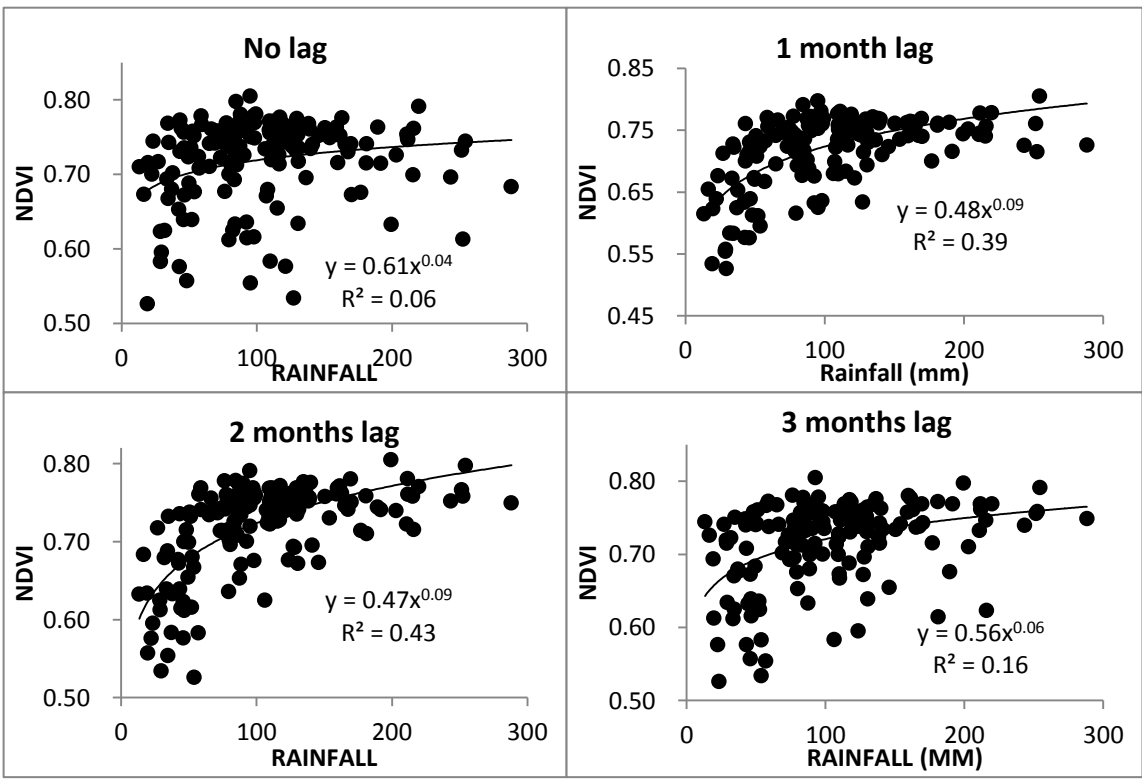 No lag
NDVI
0.80
0.70
0.60
0.50
y = 0.61x^0.04
R² = 0.06
0 100 200 300
RAINFALL
1 month lag
NDVI
0.85
0.75
0.65
0.55
0.45
y = 0.48x^0.09
R² = 0.39
0 100 200 300
Rainfall (mm)
2 months lag
NDVI
0.80
0.70
0.60
0.50
y = 0.47x^0.09
R² = 0.43
0 100 200 300
RAINFALL
3 months lag
NDVI
0.80
0.70
0.60
0.50
y = 0.56x^0.06
R² = 0.16
0 100 200 300
RAINFALL (MM)